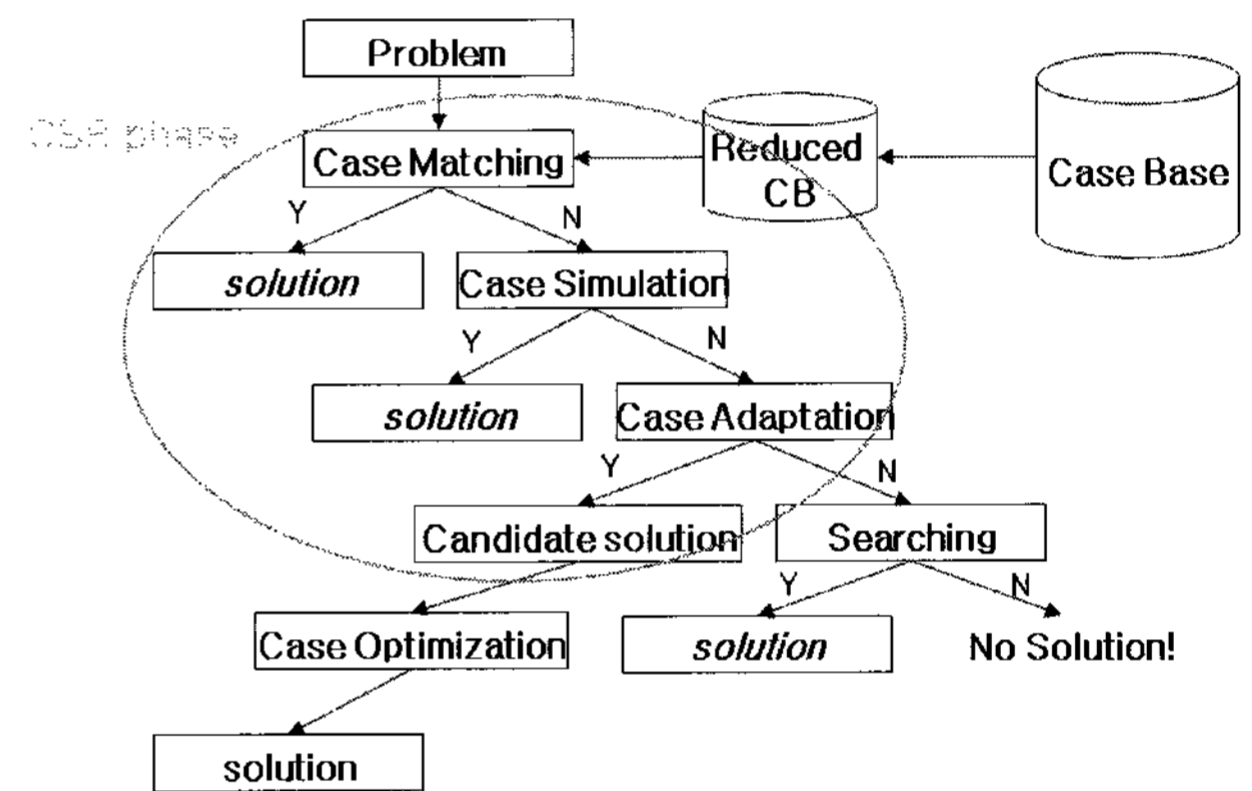 Problem
phase
Case Matching
Reduced
CB
Case Base
Y
N
solution
Case Simulation
Y
N
solution
Case Adaptation
Y
N
Candidate solution
Searching
Y
N
Case Optimization
solution
No Solution!
solution